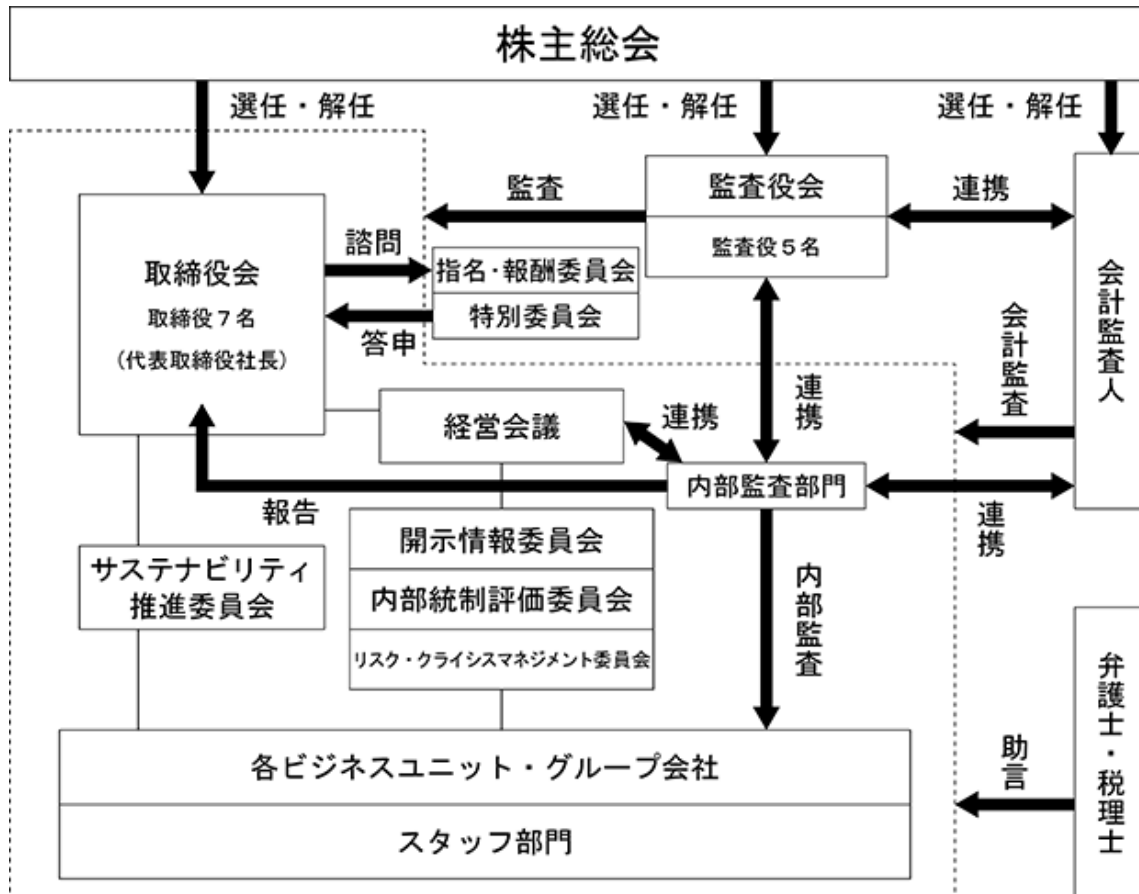 株主総会
選任・解任
選任・解任
選任・解任
監査役会
監査役5名
監査
連携
取締役会
取締役7名
(代表取締役社長)
諮問
答申
指名・報酬委員会
特別委員会
会計監査人
会計監査
経営会議
連携
連携
内部監査部門
報告
連携
開示情報委員会
内部統制評価委員会
リスク・クライシスマネジメント委員会
サステナビリティ
推進委員会
内部監査
各ビジネスユニット・グループ会社
スタッフ部門
弁護士・税理士
助言